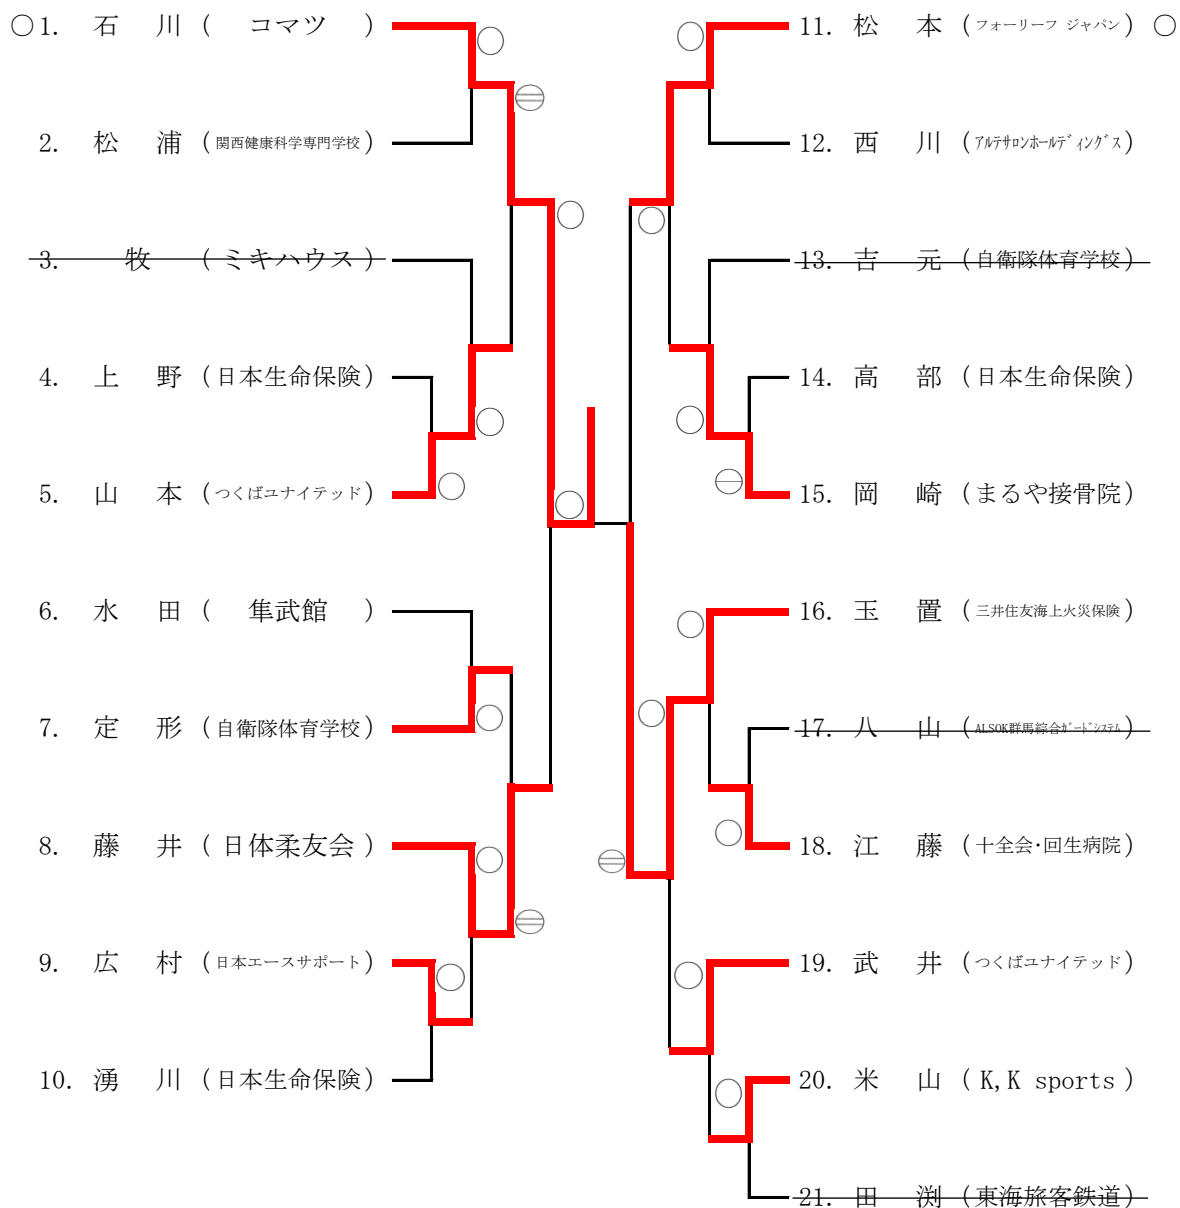 ○1. 石 川 ( コマツ )
2. 松 浦 (関西健康科学専門学校)
3. 牧 (ミキハウス)
4. 上 野 (日本生命保険)
5. 山 本 (つくばユナイテッド)
6. 水 田 ( 隼武館 )
7. 定 形 (自衛隊体育学校)
8. 藤 井 (日体柔友会)
9. 広 村 (日本エースサポート)
10. 湧 川 (日本生命保険)
11. 松 本 (フォーリーフ ジャパン) ○
12. 西 川 (アルテサロンホールディングス)
13. 吉 元 (自衛隊体育学校)
14. 高 部 (日本生命保険)
15. 岡 崎 (まるや接骨院)
16. 玉 置 (三井住友海上火災保険)
17. 八 山 (ALSOK群馬綜合ガードシステム)
18. 江 藤 (十全会・回生病院)
19. 武 井 (つくばユナイテッド)
20. 米 山 (K,K sports)
21. 田 渕 (東海旅客鉄道)